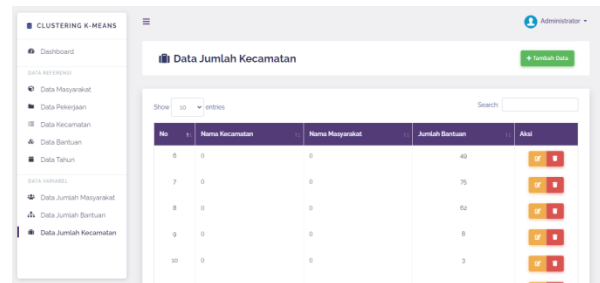 CLUSTERING K-MEANS
Administrator
Dashboard
DATA REFERENSI
Data Masyarakat
Data Pekerjaan
Data Kecamatan
Data Bantuan
Data Tahun
DATA VARIABEL
Data Jumlah Masyarakat
Data Jumlah Bantuan
Data Jumlah Kecamatan
Data Jumlah Kecamatan
+ Tambah Data
Show 10 entries
Search:
No Nama Kecamatan Nama Masyarakat Jumlah Bantuan Aksi
6 0 0 49
7 0 0 75
8 0 0 62
9 0 0 8
10 0 0 3